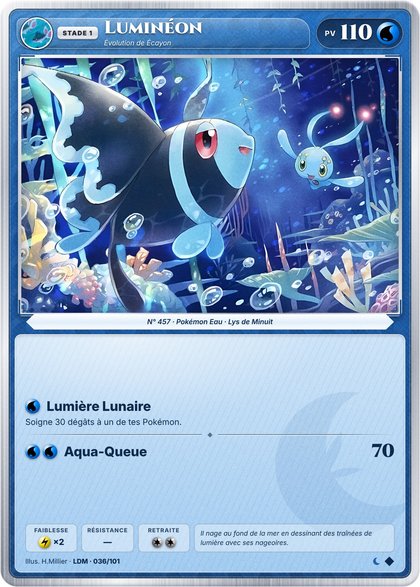 STADE 1 LUMINÉON PV 110
Évolution de Écayon
N° 457 · Pokémon Eau · Lys de Minuit
Lumière Lunaire
Soigne 30 dégâts à un de tes Pokémon.
Aqua-Queue 70
FAIBLESSE RÉSISTANCE RETRAITE
×2 —
Il nage au fond de la mer en dessinant des traînées de
lumière avec ses nageoires.
Illus. H.Millier · LDM · 036/101